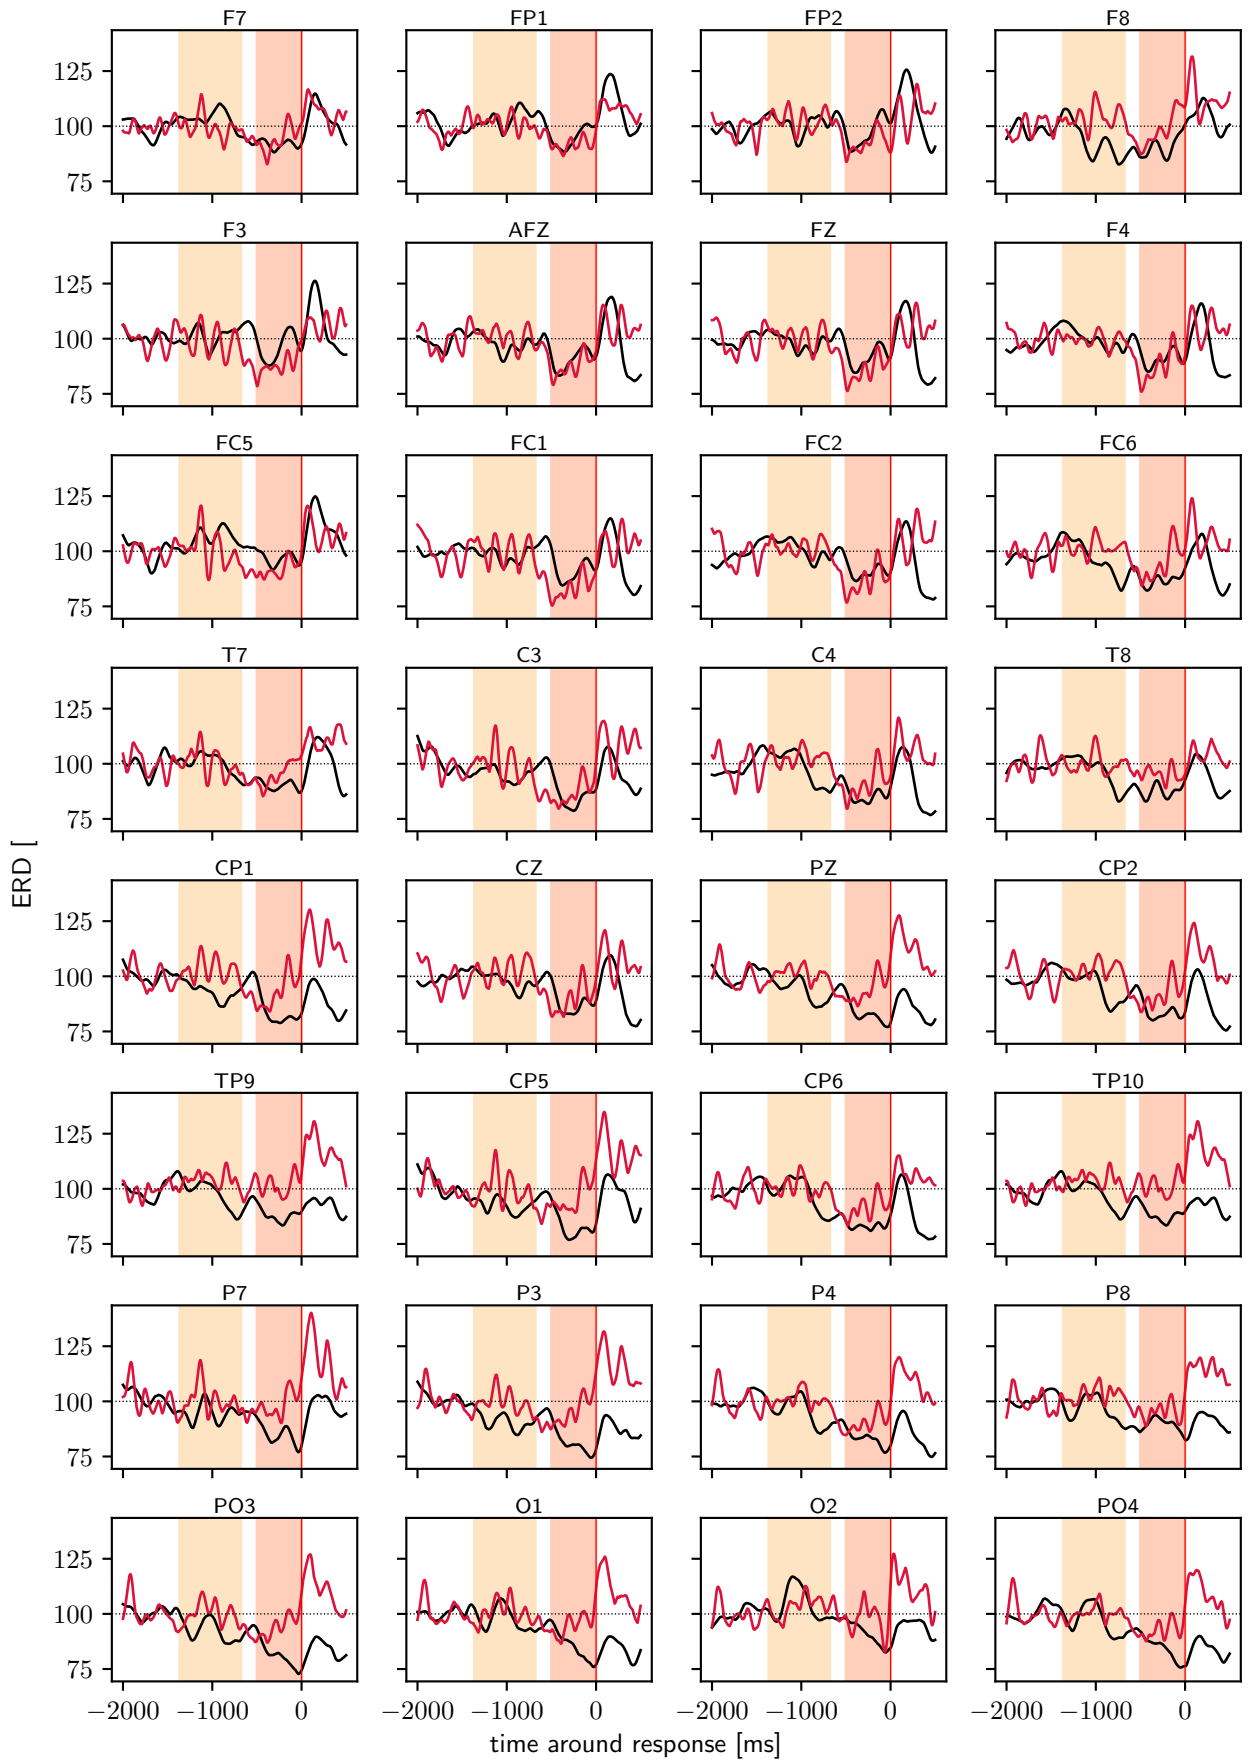 F7 FP1 FP2 F8
125
100
75
F3 AFZ FZ F4
125
100
75
FC5 FC1 FC2 FC6
125
100
75
T7 C3 C4 T8
125
100
75
ERD [
CP1 CZ PZ CP2
125
100
75
TP9 CP5 CP6 TP10
125
100
75
P7 P3 P4 P8
125
100
75
PO3 O1 O2 PO4
125
100
75
−2000 −1000 0 −2000 −1000 0 −2000 −1000 0 −2000 −1000 0
time around response [ms]